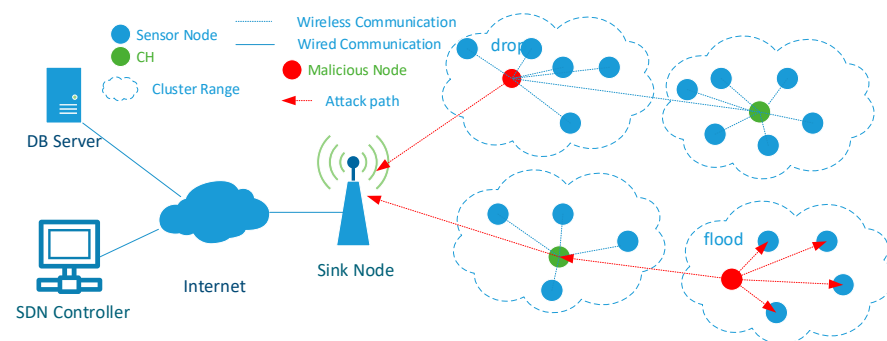 Sensor Node
CH
Cluster Range
Wireless Communication
Wired Communication
Malicious Node
Attack path
drop
DB Server
SDN Controller
Internet
Sink Node
flood